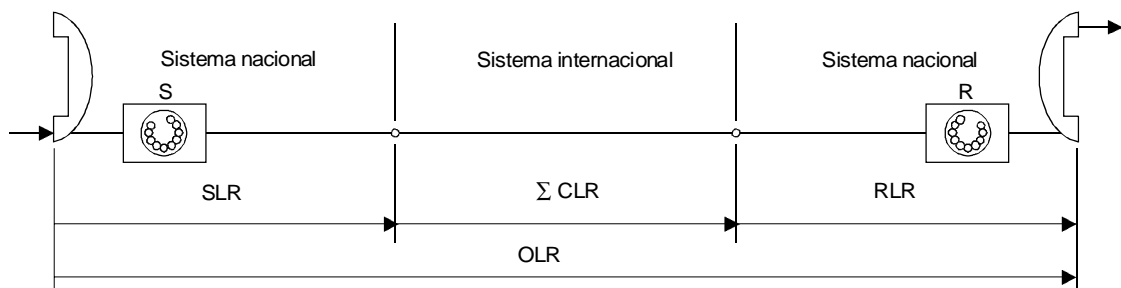 Sistema nacional
Sistema internacional
Sistema nacional
S
R
SLR
Σ CLR
RLR
OLR